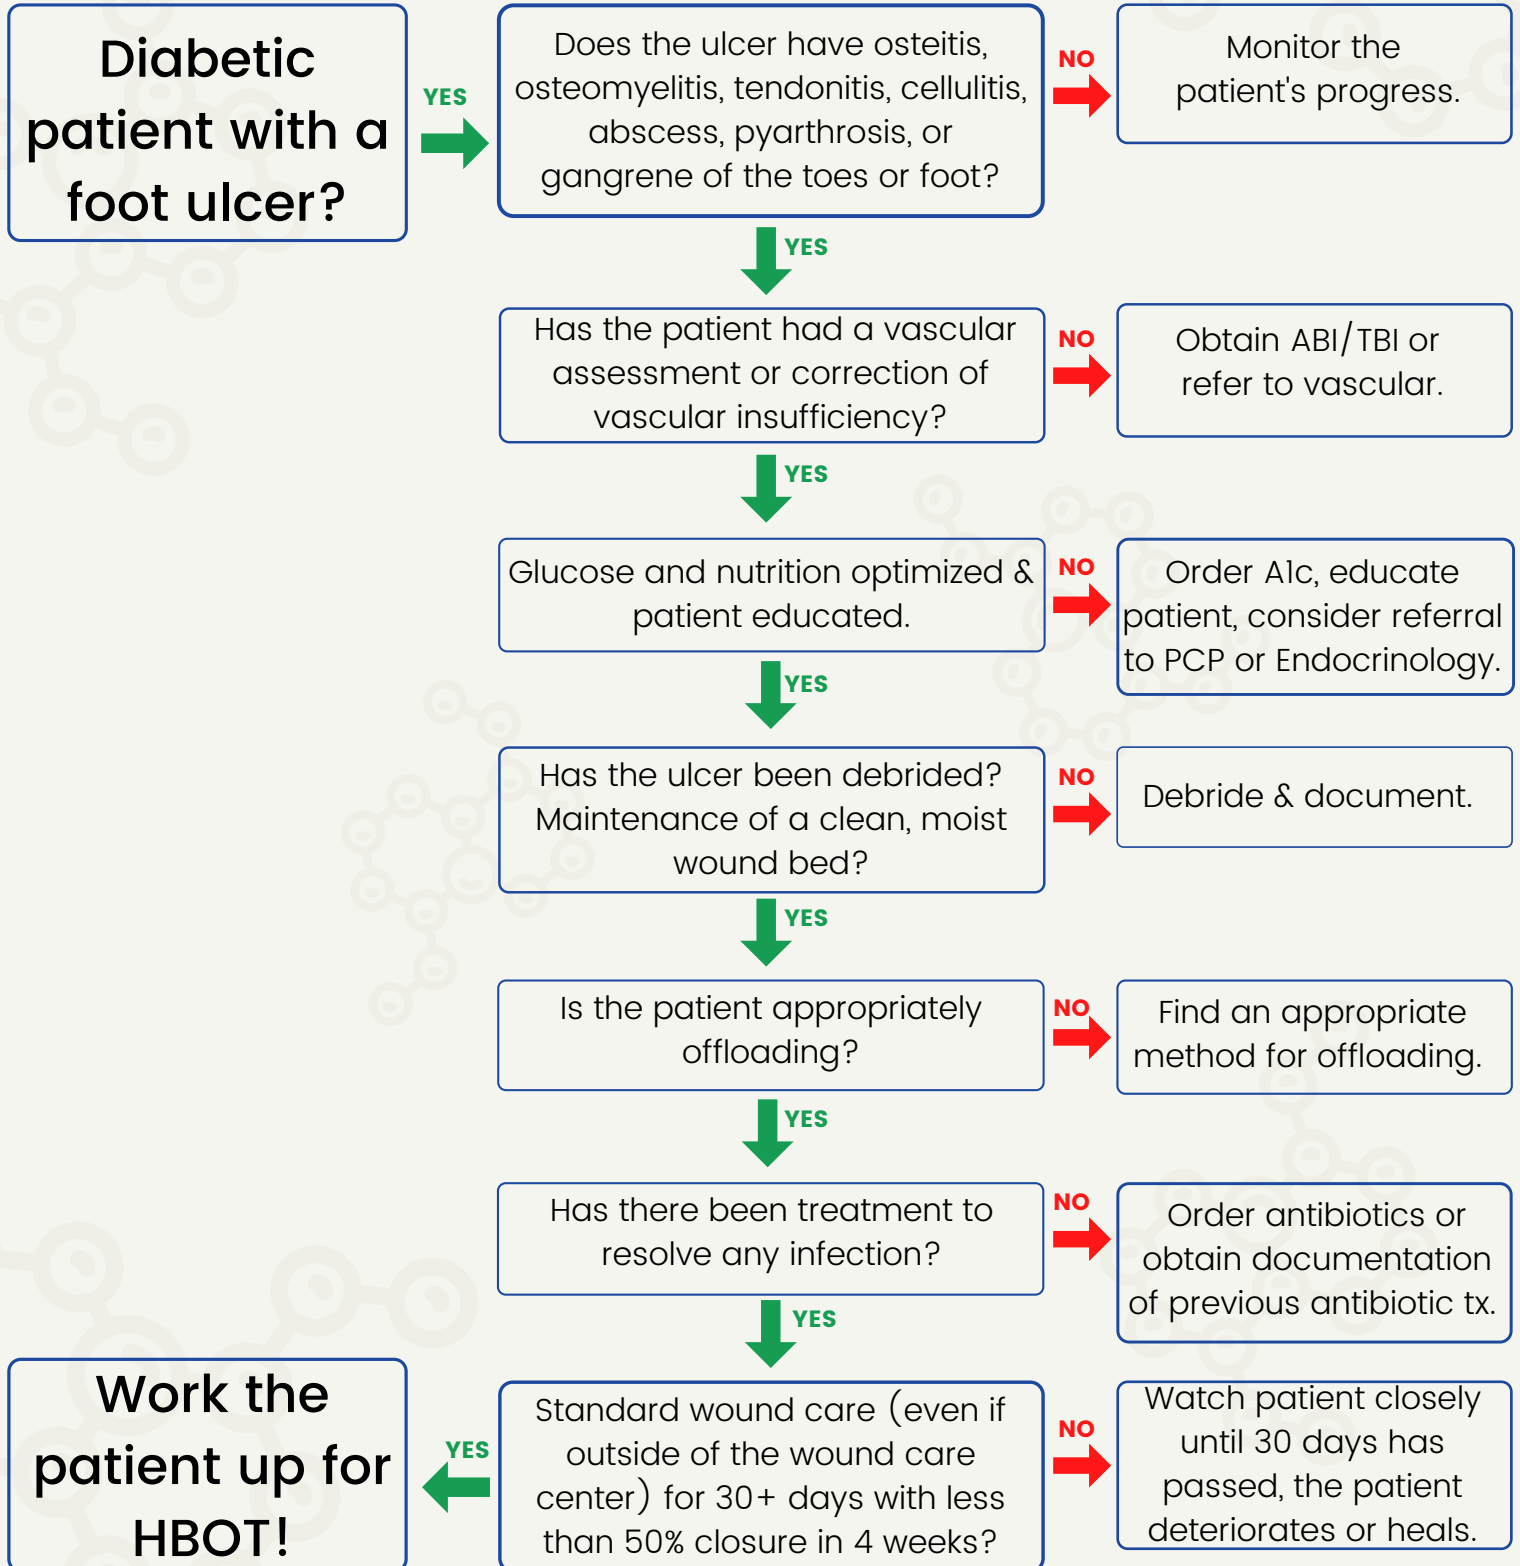 Diabetic
patient with a
foot ulcer?
YES
Does the ulcer have osteitis,
osteomyelitis, tendonitis, cellulitis,
abscess, pyarthrosis, or
gangrene of the toes or foot?
NO
Monitor the
patient's progress.
YES
Has the patient had a vascular
assessment or correction of
vascular insufficiency?
NO
Obtain ABI/TBI or
refer to vascular.
YES
Glucose and nutrition optimized &
patient educated.
NO
Order A1c, educate
patient, consider referral
to PCP or Endocrinology.
YES
Has the ulcer been debrided?
Maintenance of a clean, moist
wound bed?
NO
Debride & document.
YES
Is the patient appropriately
offloading?
NO
Find an appropriate
method for offloading.
YES
Has there been treatment to
resolve any infection?
NO
Order antibiotics or
obtain documentation
of previous antibiotic tx.
YES
Standard wound care (even if
outside of the wound care
center) for 30+ days with less
than 50% closure in 4 weeks?
NO
Watch patient closely
until 30 days has
passed, the patient
deteriorates or heals.
YES
Work the
patient up for
HBOT!